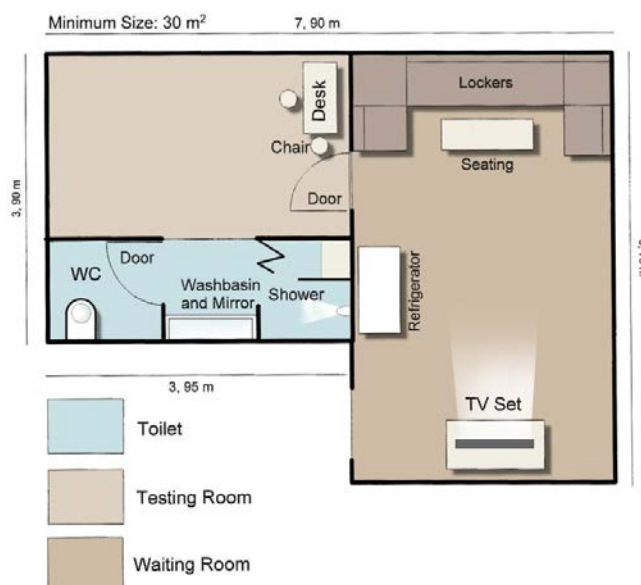 Minimum Size: 30 m²
7, 90 m
Lockers
Desk
Chair
Seating
3, 90 m
Door
Door
WC
Washbasin
and Mirror
Shower
Refrigerator
3, 95 m
TV Set
Toilet
Testing Room
Waiting Room